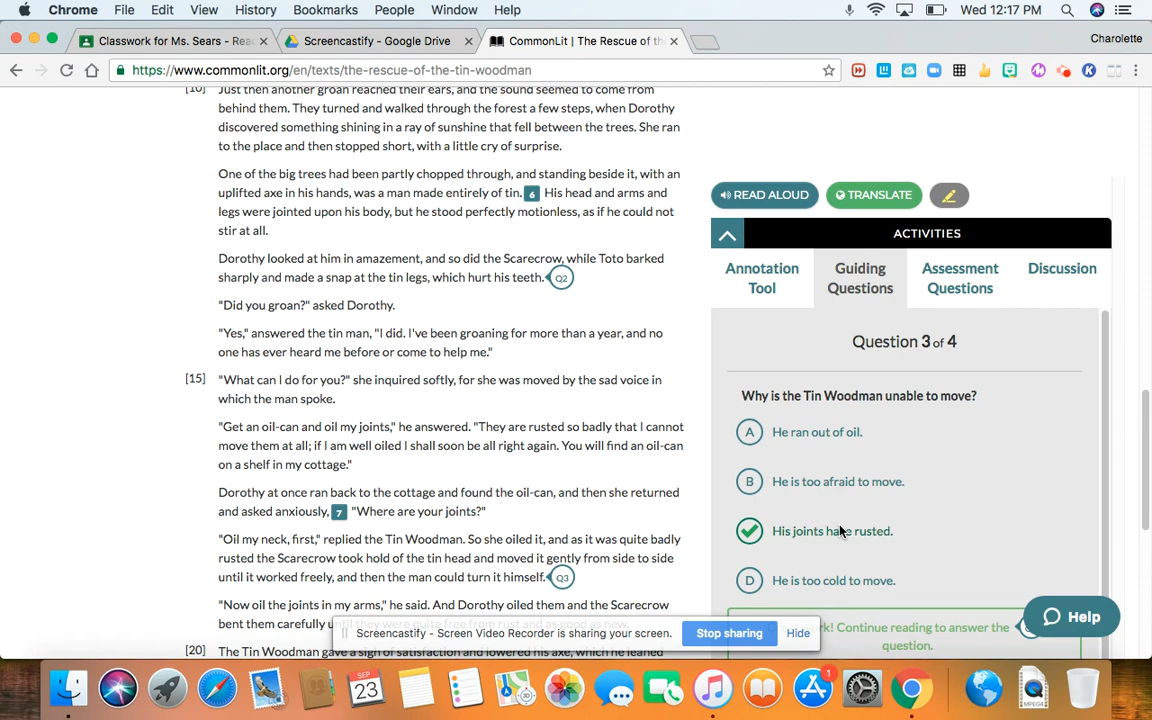 Chrome File Edit View History Bookmarks People Window Help Wed 12:17 PM
Classwork for Ms. Sears - Rea Screencastify - Google Drive CommonLit | The Rescue of th Charolette
https://www.commonlit.org/en/texts/the-rescue-of-the-tin-woodman
[10] Just then another groan reached their ears, and the sound seemed to come from
behind them. They turned and walked through the forest a few steps, when Dorothy
discovered something shining in a ray of sunshine that fell between the trees. She ran
to the place and then stopped short, with a little cry of surprise.
One of the big trees had been partly chopped through, and standing beside it, with an
uplifted axe in his hands, was a man made entirely of tin. 6 His head and arms and
legs were jointed upon his body, but he stood perfectly motionless, as if he could not
stir at all.
Dorothy looked at him in amazement, and so did the Scarecrow, while Toto barked
sharply and made a snap at the tin legs, which hurt his teeth. Q2
"Did you groan?" asked Dorothy.
"Yes," answered the tin man, "I did. I've been groaning for more than a year, and no
one has ever heard me before or come to help me."
[15] "What can I do for you?" she inquired softly, for she was moved by the sad voice in
which the man spoke.
"Get an oil-can and oil my joints," he answered. "They are rusted so badly that I cannot
move them at all; if I am well oiled I shall soon be all right again. You will find an oil-can
on a shelf in my cottage."
Dorothy at once ran back to the cottage and found the oil-can, and then she returned
and asked anxiously, 7 "Where are your joints?"
"Oil my neck, first," replied the Tin Woodman. So she oiled it, and as it was quite badly
rusted the Scarecrow took hold of the tin head and moved it gently from side to side
until it worked freely, and then the man could turn it himself. Q3
"Now oil the joints in my arms," he said. And Dorothy oiled them and the Scarecrow
bent them carefully until they were quite free from rust and as good as new.
[20] The Tin Woodman gave a sigh of satisfaction and lowered his axe, which he leaned
READ ALOUD TRANSLATE
ACTIVITIES
Annotation Tool
Guiding Questions
Assessment Questions
Discussion
Question 3 of 4
Why is the Tin Woodman unable to move?
A He ran out of oil.
B He is too afraid to move.
His joints have rusted.
D He is too cold to move.
Continue reading to answer the
question.
Help
Screencastify - Screen Video Recorder is sharing your screen. Stop sharing Hide
SEP
23
1
MPEG4